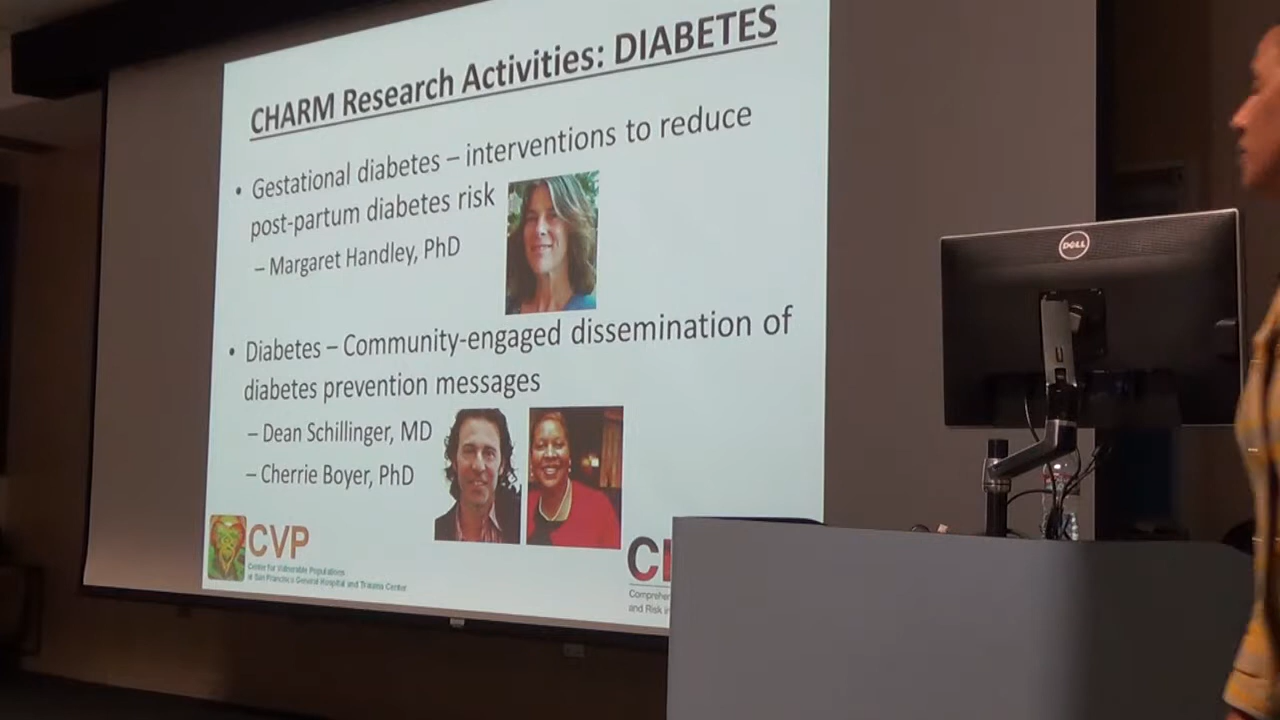 CHARM Research Activities: DIABETES
• Gestational diabetes – interventions to reduce
post-partum diabetes risk
– Margaret Handley, PhD
• Diabetes – Community-engaged dissemination of
diabetes prevention messages
– Dean Schillinger, MD
– Cherrie Boyer, PhD
CVP
Center for Vulnerable Populations
at San Francisco General Hospital and Trauma Center
and Risk
DELL